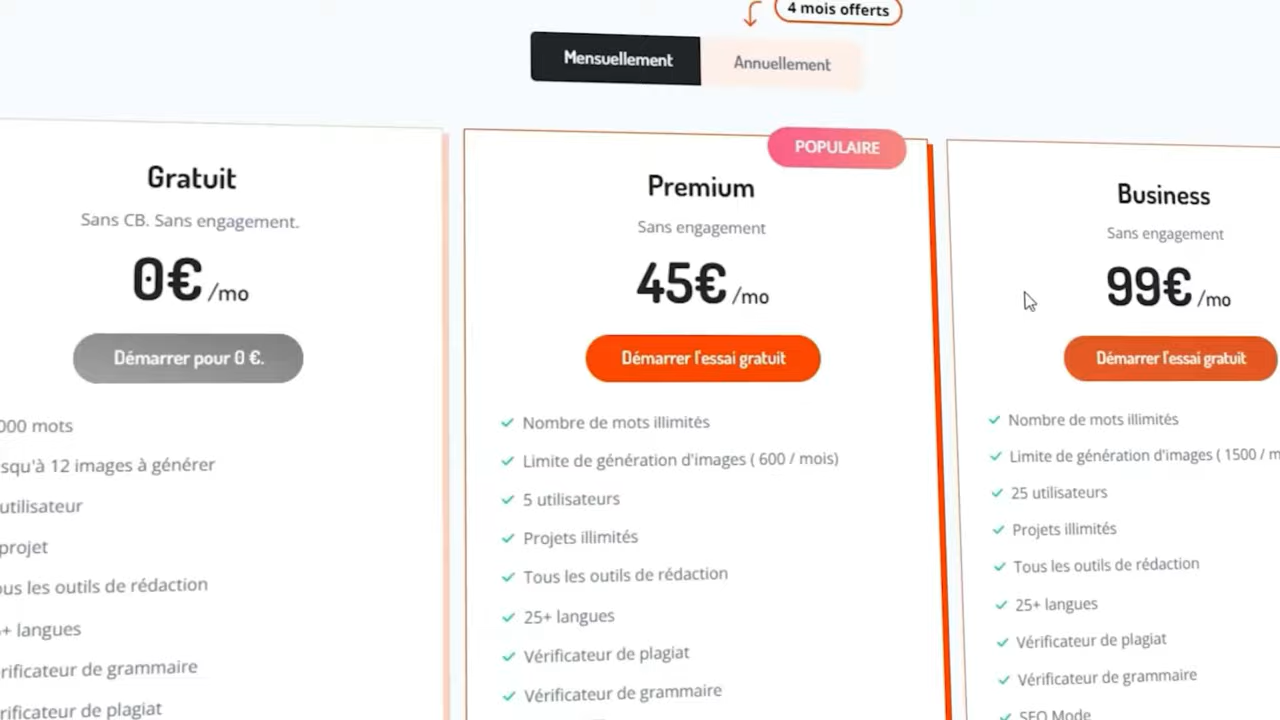 4 mois offerts
Mensuellement
Annuellement
Gratuit
Sans CB. Sans engagement.
0€ /mo
Démarrer pour 0 €.
000 mots
squ'à 12 images à générer
utilisateur
projet
ous les outils de rédaction
+ langues
rificateur de grammaire
rificateur de plagiat
POPULAIRE
Premium
Sans engagement
45€ /mo
Démarrer l'essai gratuit
Nombre de mots illimités
Limite de génération d'images ( 600 / mois)
5 utilisateurs
Projets illimités
Tous les outils de rédaction
25+ langues
Vérificateur de plagiat
Vérificateur de grammaire
Business
Sans engagement
99€ /mo
Démarrer l'essai gratuit
Nombre de mots illimités
Limite de génération d'images ( 1500 / m
25 utilisateurs
Projets illimités
Tous les outils de rédaction
25+ langues
Vérificateur de plagiat
Vérificateur de grammaire
SEO Mode